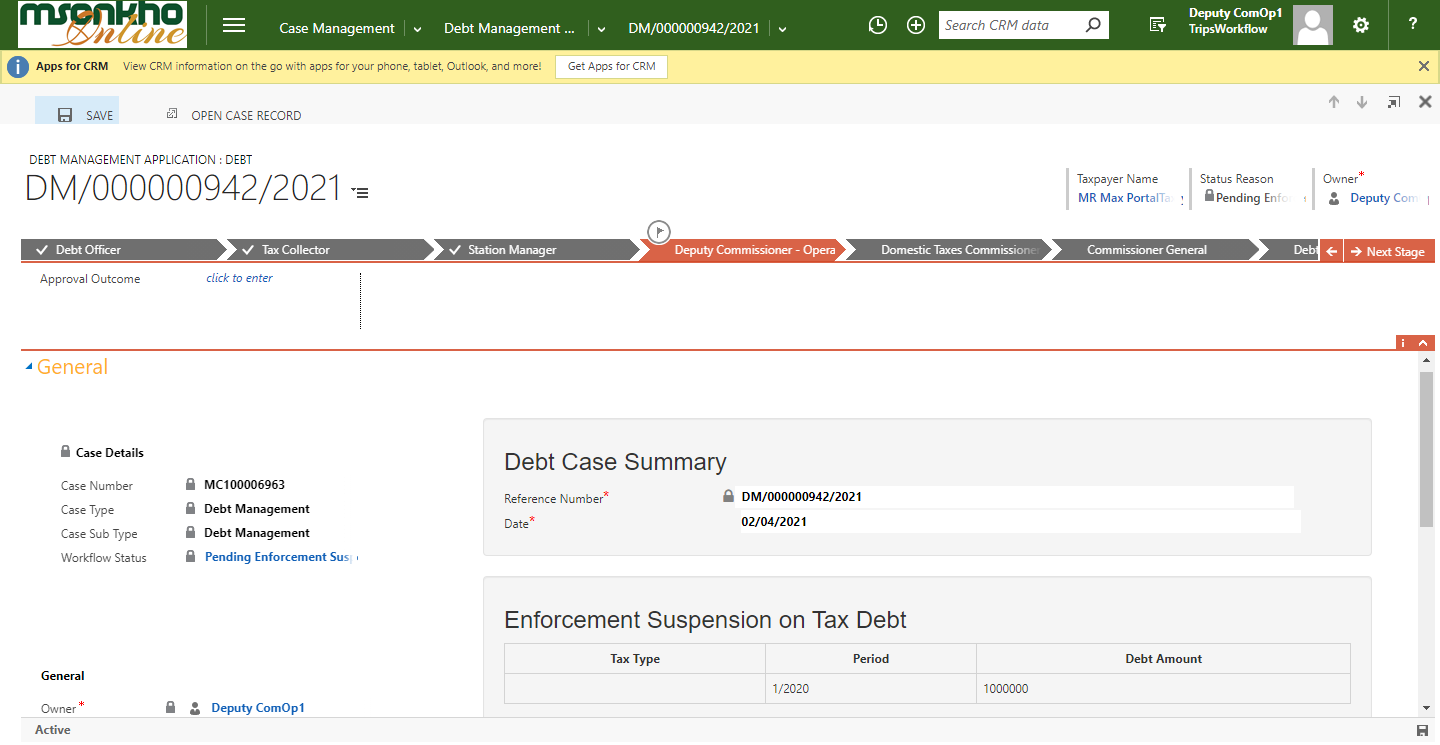 msonkho Online
Case Management
Debt Management ...
DM/000000942/2021
Search CRM data
Deputy ComOp1
TripsWorkflow
?
Apps for CRM View CRM information on the go with apps for your phone, tablet, Outlook, and more! Get Apps for CRM
SAVE OPEN CASE RECORD
DEBT MANAGEMENT APPLICATION : DEBT
DM/000000942/2021
Taxpayer Name
MR Max PortalTa
Status Reason
Pending Enfo
Owner*
Deputy Com
Debt Officer Tax Collector Station Manager Deputy Commissioner - Opera Domestic Taxes Commissioner Commissioner General Debt Next Stage
Approval Outcome click to enter
General
Case Details
Case Number MC100006963
Case Type Debt Management
Case Sub Type Debt Management
Workflow Status Pending Enforcement Sus
General
Owner* Deputy ComOp1
Debt Case Summary
Reference Number* DM/000000942/2021
Date* 02/04/2021
Enforcement Suspension on Tax Debt
Tax Type Period Debt Amount
1/2020 1000000
Active